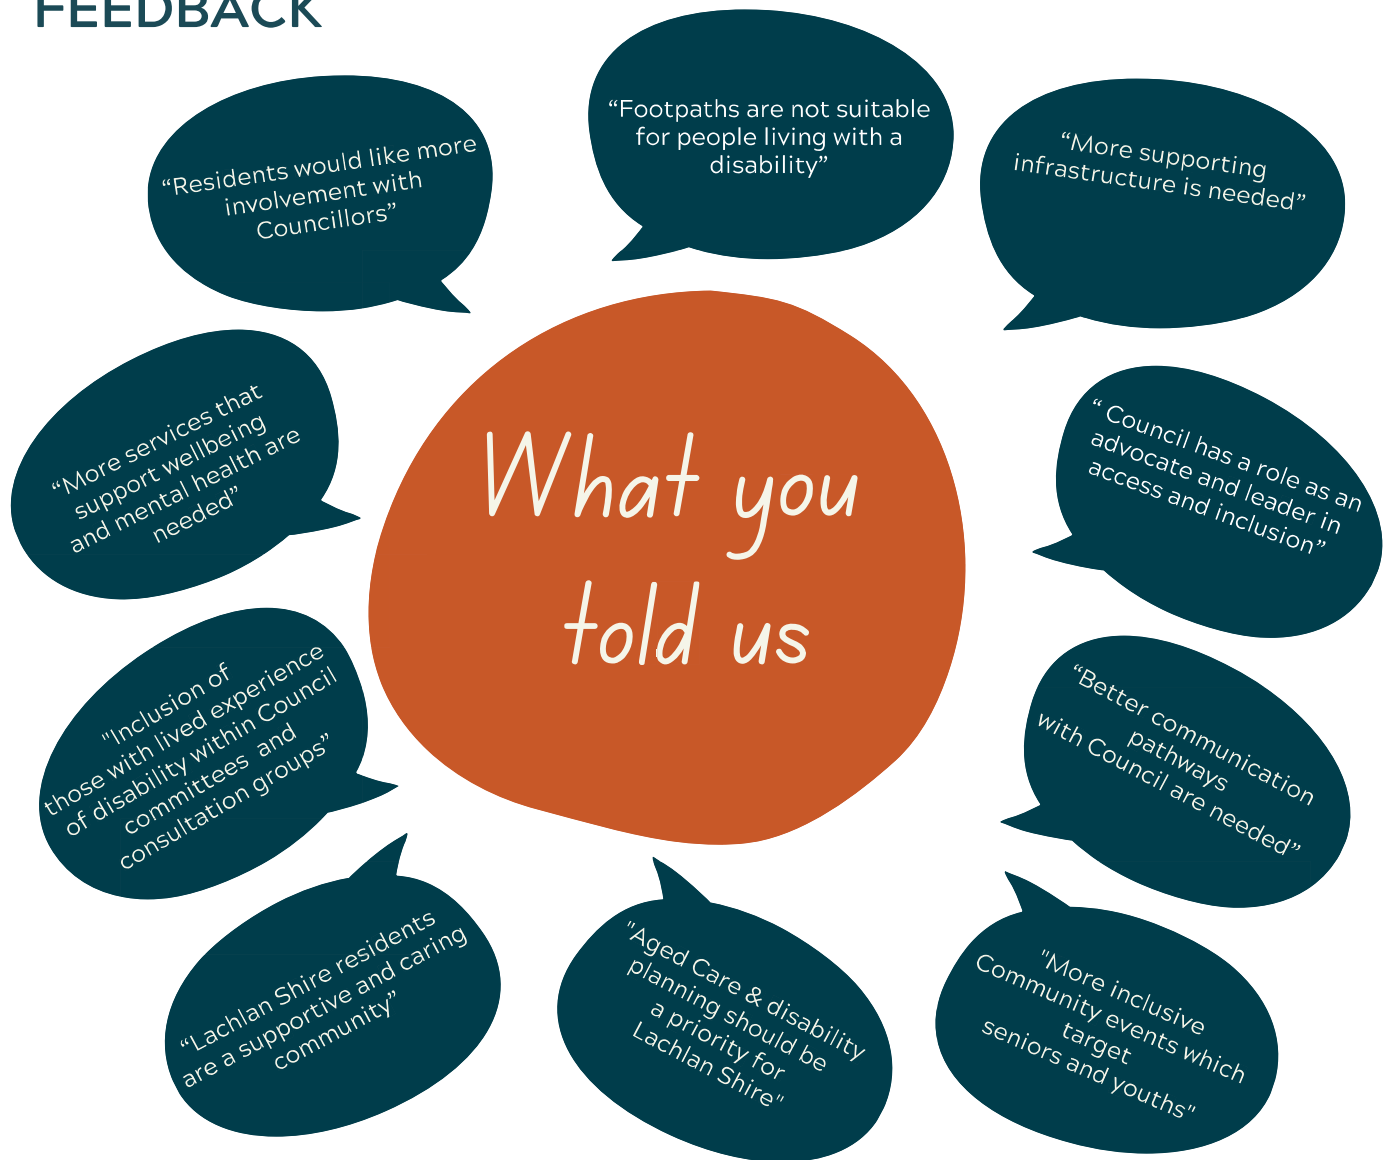 FEEDBACK
“Footpaths are not suitable
for people living with a
disability”
“Residents would like more
involvement with
Councillors”
“More supporting
infrastructure is needed”
What you
told us
“More services that
support wellbeing
and mental health are
needed”
“ Council has a role as an
advocate and leader in
access and inclusion”
"Inclusion of
those with lived experience
of disability within Council
committees and
consultation groups”
“Better communication
pathways
with Council are needed”
“Lachlan Shire residents
are a supportive and caring
community”
"Aged Care & disability
planning should be
a priority for
Lachlan Shire"
"More inclusive
Community events which
target
seniors and youths"